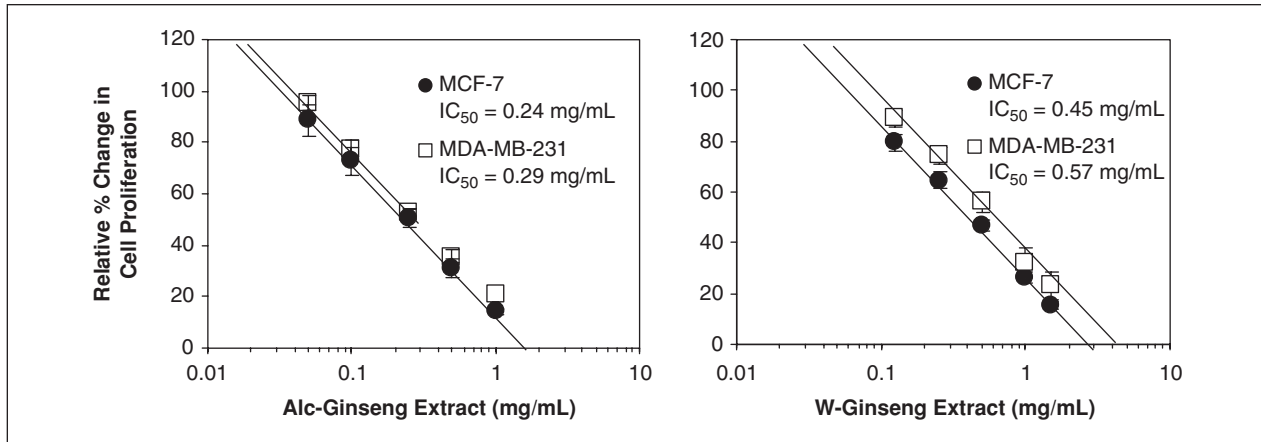 Relative % Change in
Cell Proliferation
120
100
80
60
40
20
0
0.01
0.1
1
10
Alc-Ginseng Extract (mg/mL)
MCF-7
IC50 = 0.24 mg/mL
MDA-MB-231
IC50 = 0.29 mg/mL
120
100
80
60
40
20
0
0.01
0.1
1
10
W-Ginseng Extract (mg/mL)
MCF-7
IC50 = 0.45 mg/mL
MDA-MB-231
IC50 = 0.57 mg/mL